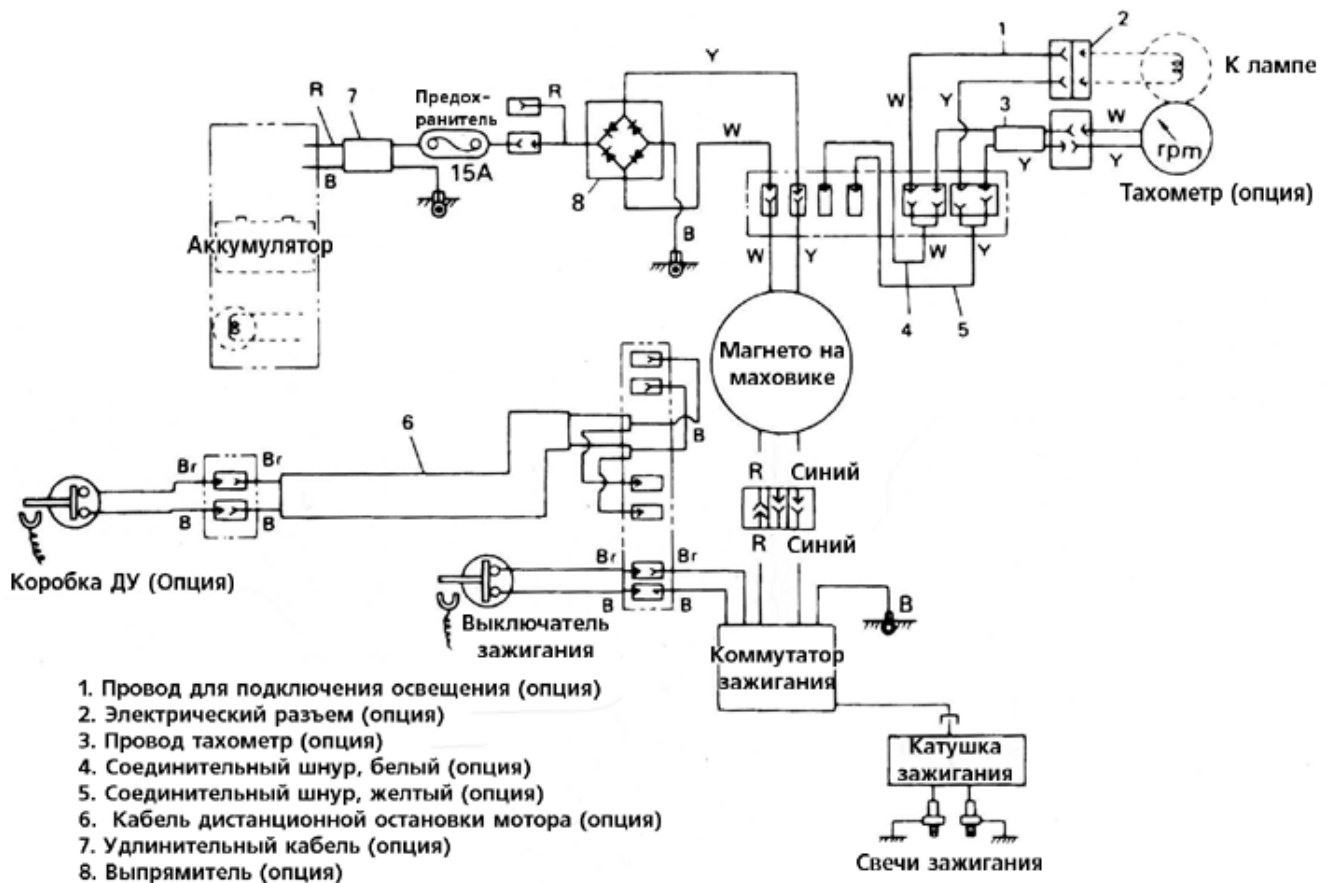 1
2
К лампе
Y
R
7
Предох-
ранитель
R
W
Y
3
W
W
rpm
15А
8
Y
Y
Тахометр (опция)
B
B
Аккумулятор
W
Y
W
Y
4
5
8
Магнето на
маховике
6
B
R
Синий
Br
Br
B
B
R
Синий
Коробка ДУ (Опция)
Br
Br
B
B
B
Выключатель
зажигания
Коммутатор
зажигания
1. Провод для подключения освещения (опция)
2. Электрический разъем (опция)
3. Провод тахометр (опция)
4. Соединительный шнур, белый (опция)
5. Соединительный шнур, желтый (опция)
6. Кабель дистанционной остановки мотора (опция)
7. Удлинительный кабель (опция)
8. Выпрямитель (опция)
Катушка
зажигания
Свечи зажигания